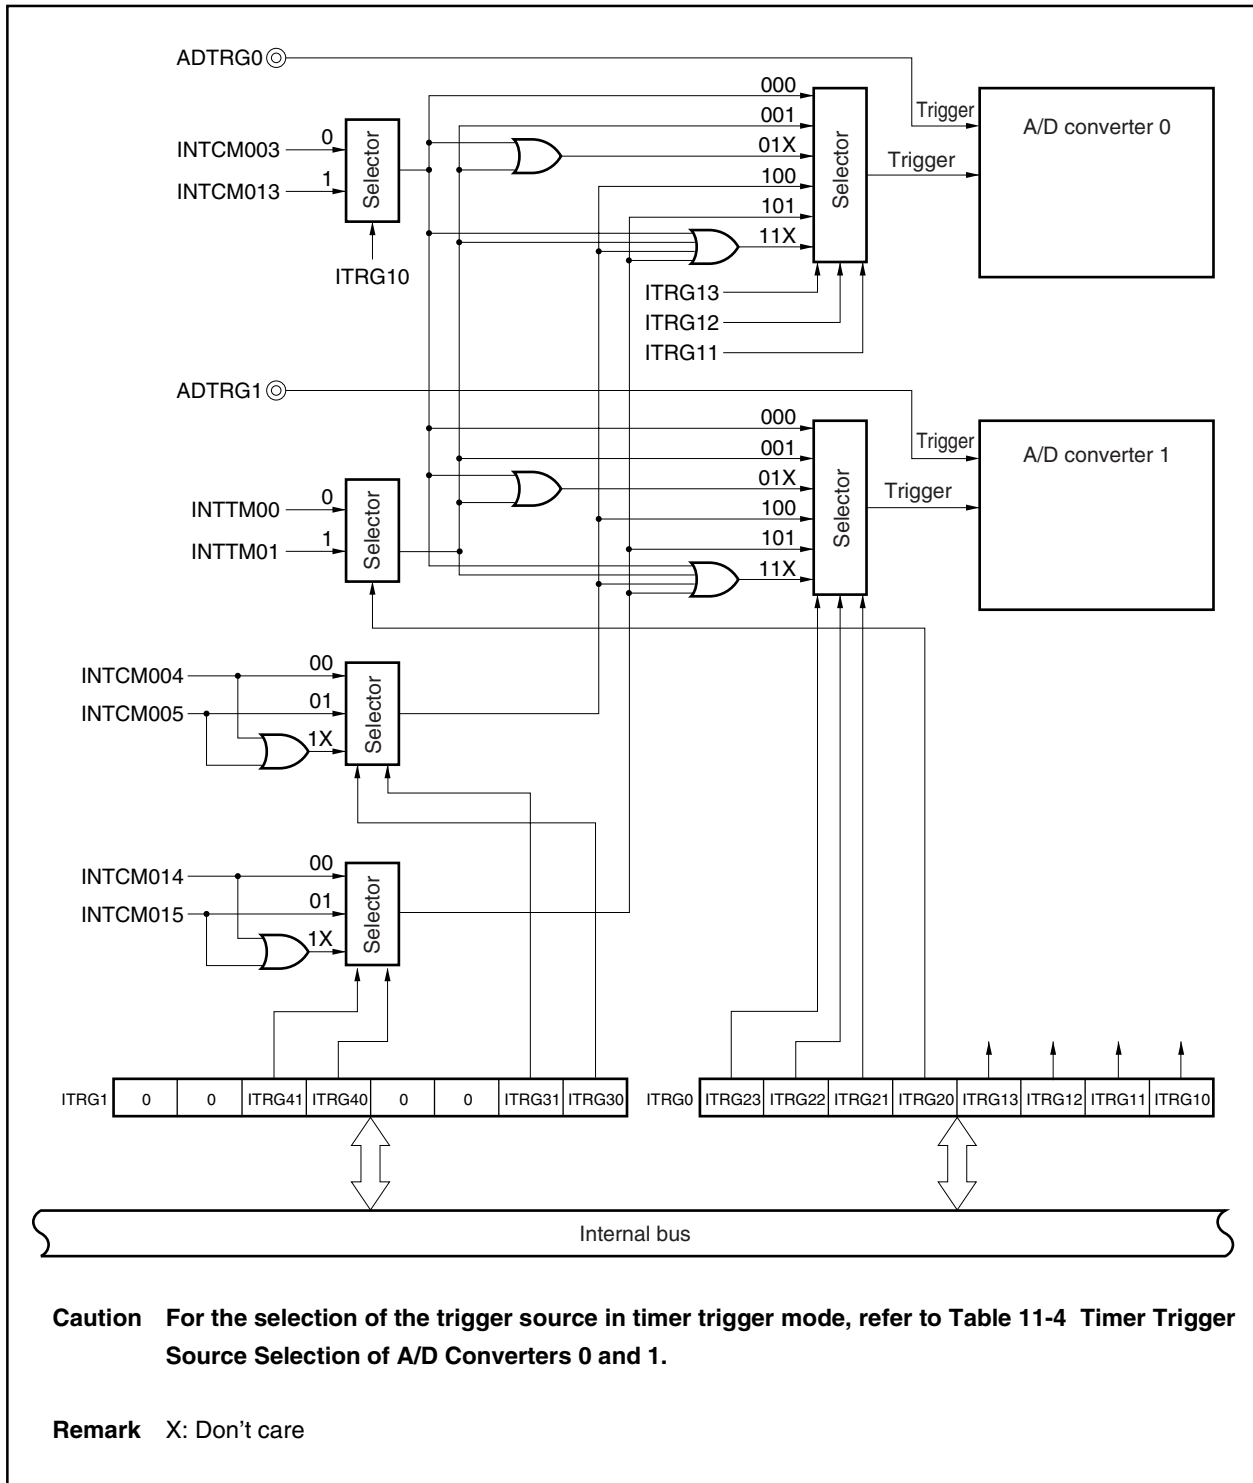 ADTRG0
000
001
01X
100
101
11X
Selector
Trigger
Trigger
A/D converter 0
INTCM003
0
INTCM013
1
Selector
ITRG10
ITRG13
ITRG12
ITRG11
ADTRG1
000
001
01X
100
101
11X
Selector
Trigger
Trigger
A/D converter 1
INTTM00
0
INTTM01
1
Selector
INTCM004
00
INTCM005
01
1X
Selector
INTCM014
00
INTCM015
01
1X
Selector
ITRG1 0 0 ITRG41 ITRG40 0 0 ITRG31 ITRG30
ITRG0 ITRG23 ITRG22 ITRG21 ITRG20 ITRG13 ITRG12 ITRG11 ITRG10
Internal bus
Caution For the selection of the trigger source in timer trigger mode, refer to Table 11-4 Timer Trigger
Source Selection of A/D Converters 0 and 1.
Remark X: Don't care